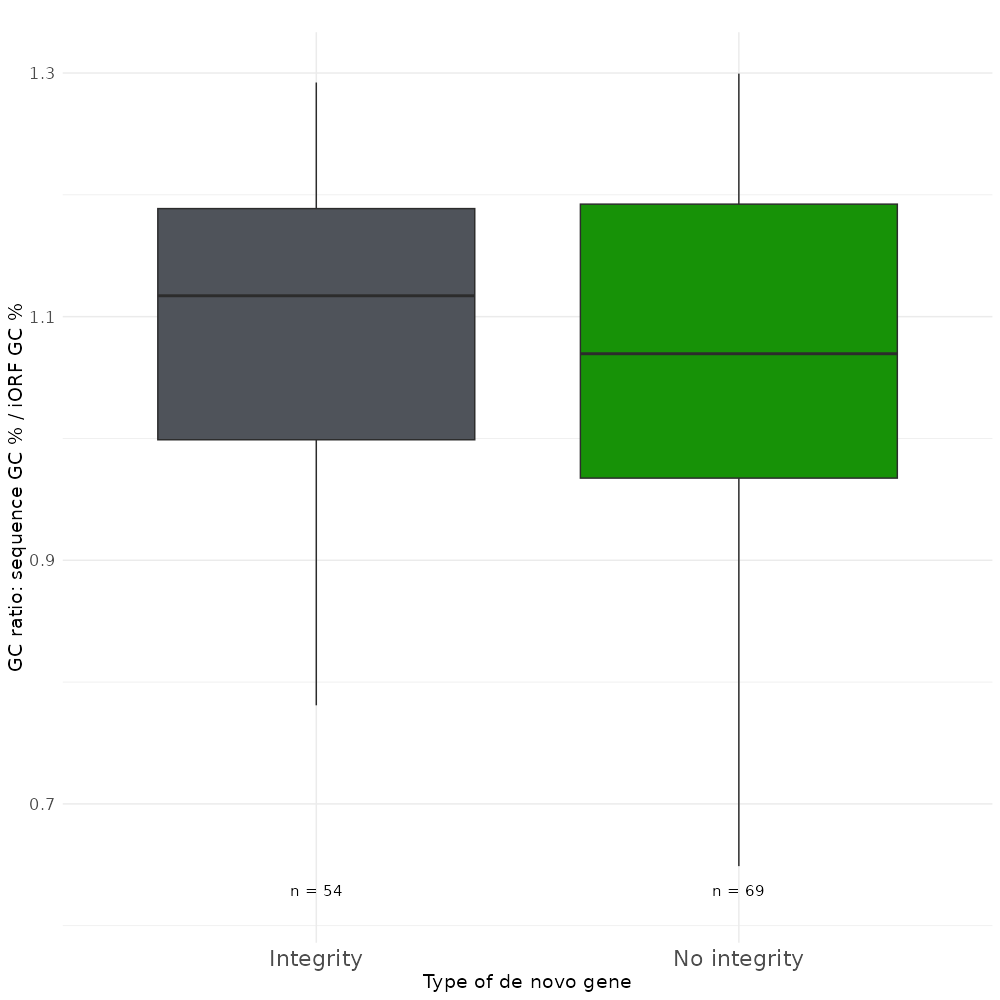 GC ratio: sequence GC % / iORF GC %
1.3
1.1
0.9
0.7
n = 54
n = 69
Integrity
No integrity
Type of de novo gene